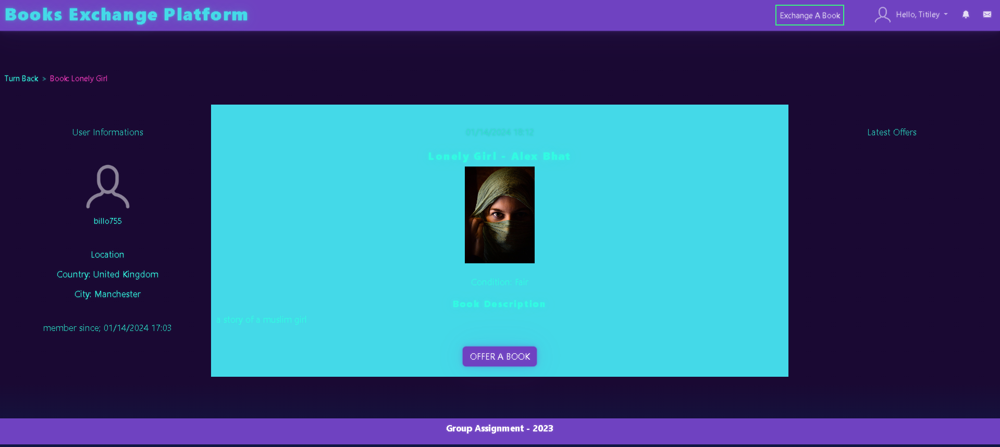 Books Exchange Platform
Exchange A Book
Hello, Titiley
Turn Back > Book: Lonely Girl
User Informations
billo755
Location
Country: United Kingdom
City: Manchester
member since; 01/14/2024 17:03
01/14/2024 18:12
Lonely Girl - Alex Bhat
Condition: Fair
Book Description
a story of a muslim girl
OFFER A BOOK
Latest Offers
Group Assignment - 2023